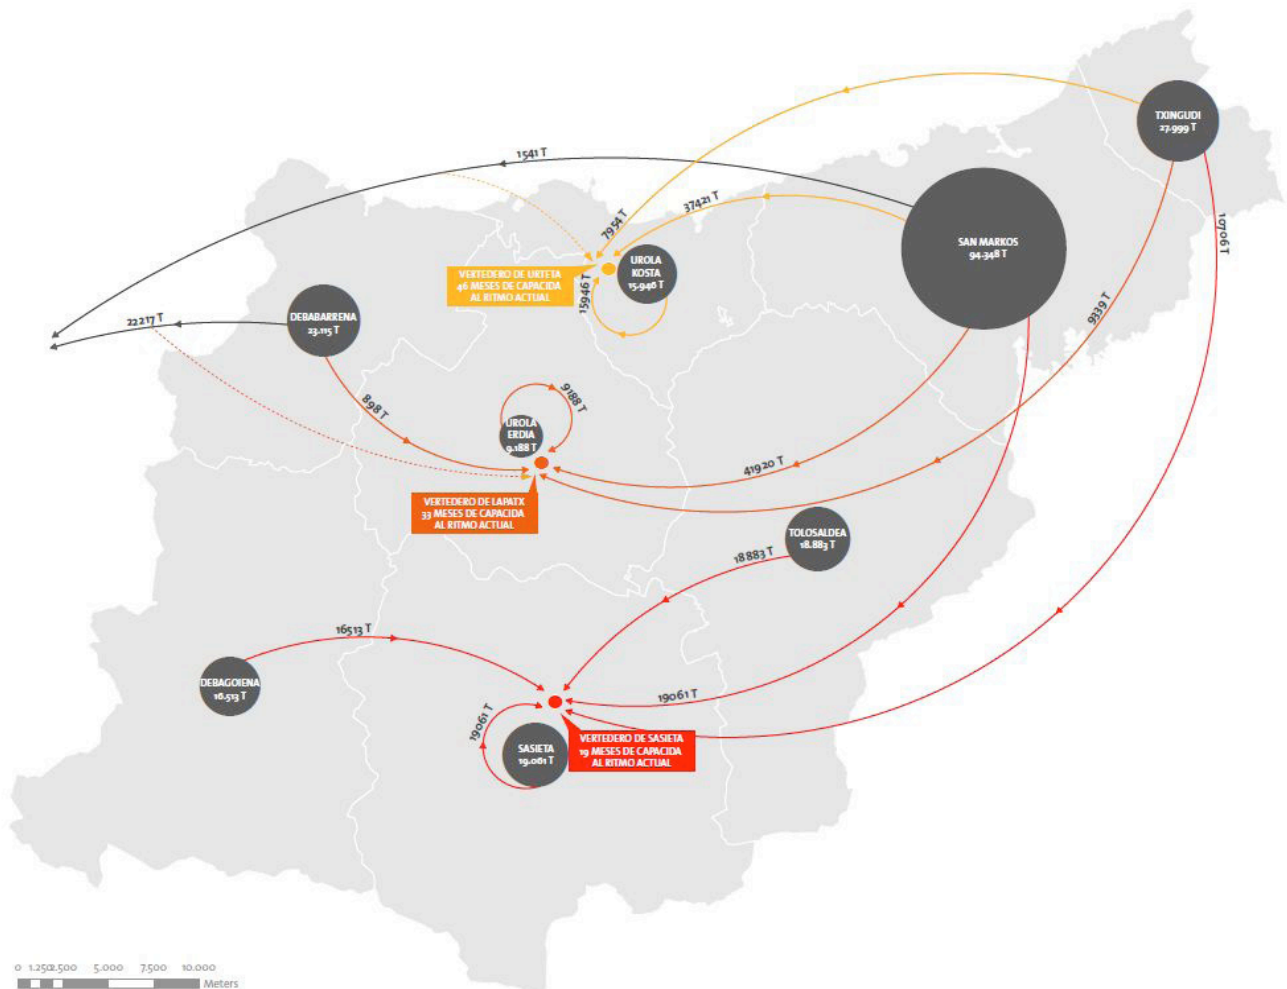 TXINGUDI
27.999 T
1541 T
7954 T
37421 T
10706 T
SAN MARKOS
94.348 T
UROLA
KOSTA
15.946 T
VERTEDERO DE URTETA
46 MESES DE CAPACIDA
AL RITMO ACTUAL
15946 T
22217 T
DEBABARRENA
23.115 T
9339 T
898 T
9188 T
UROLA
ERDIA
9.188 T
41920 T
VERTEDERO DE LAPATX
33 MESES DE CAPACIDA
AL RITMO ACTUAL
TOLOSALDEA
18.883 T
18883 T
16513 T
DEBAGOIENA
16.513 T
19061 T
19061 T
SASIETA
19.061 T
VERTEDERO DE SASIETA
19 MESES DE CAPACIDA
AL RITMO ACTUAL
0 1.250 2.500 5.000 7.500 10.000
Meters